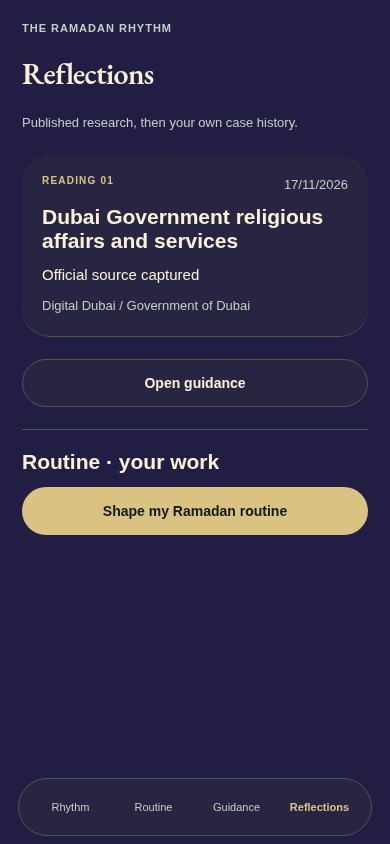 THE RAMADAN RHYTHM
Reflections
Published research, then your own case history.
READING 01
17/11/2026
Dubai Government religious
affairs and services
Official source captured
Digital Dubai / Government of Dubai
Open guidance
Routine · your work
Shape my Ramadan routine
Rhythm
Routine
Guidance
Reflections